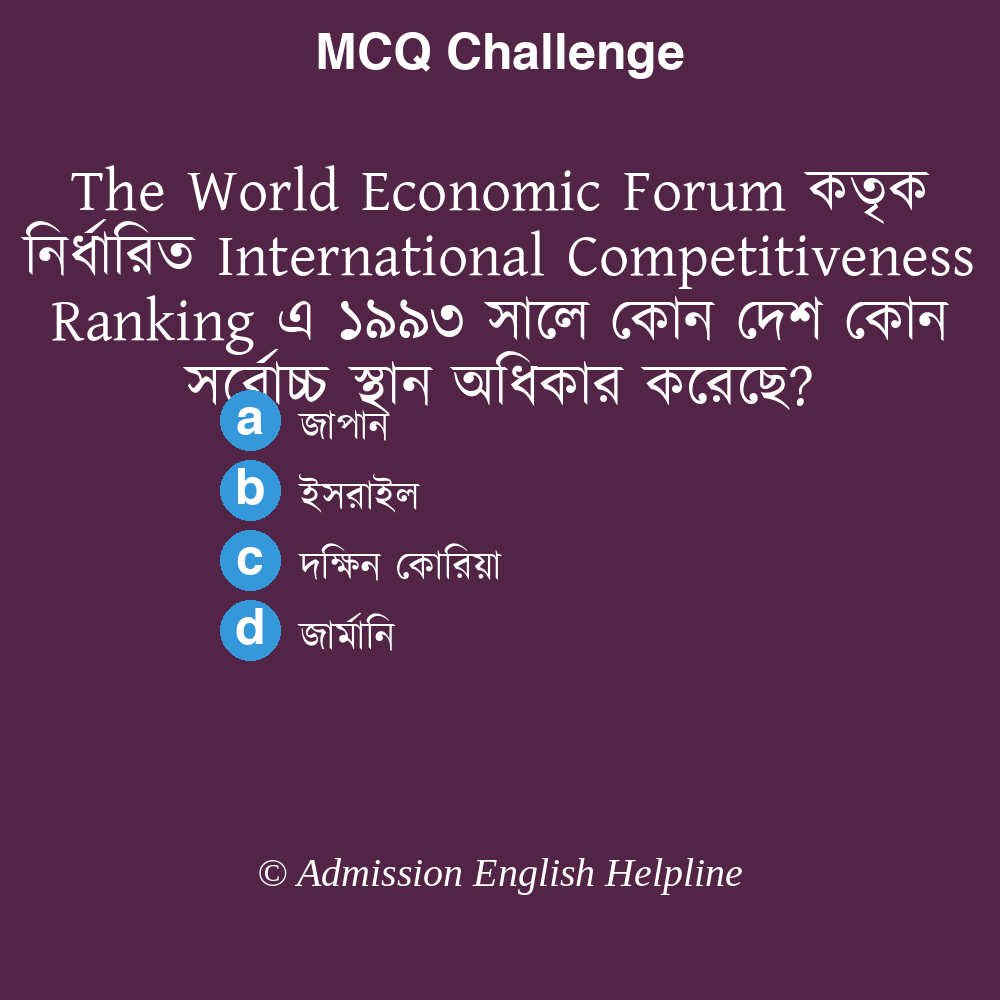 MCQ Challenge
The World Economic Forum কতৃক
নির্ধারিত International Competitiveness
Ranking এ ১৯৯৩ সালে কোন দেশ কোন
সর্বোচ্চ স্থান অধিকার করেছে?
a জাপান
b ইসরাইল
c দক্ষিন কোরিয়া
d জার্মানি
© Admission English Helpline